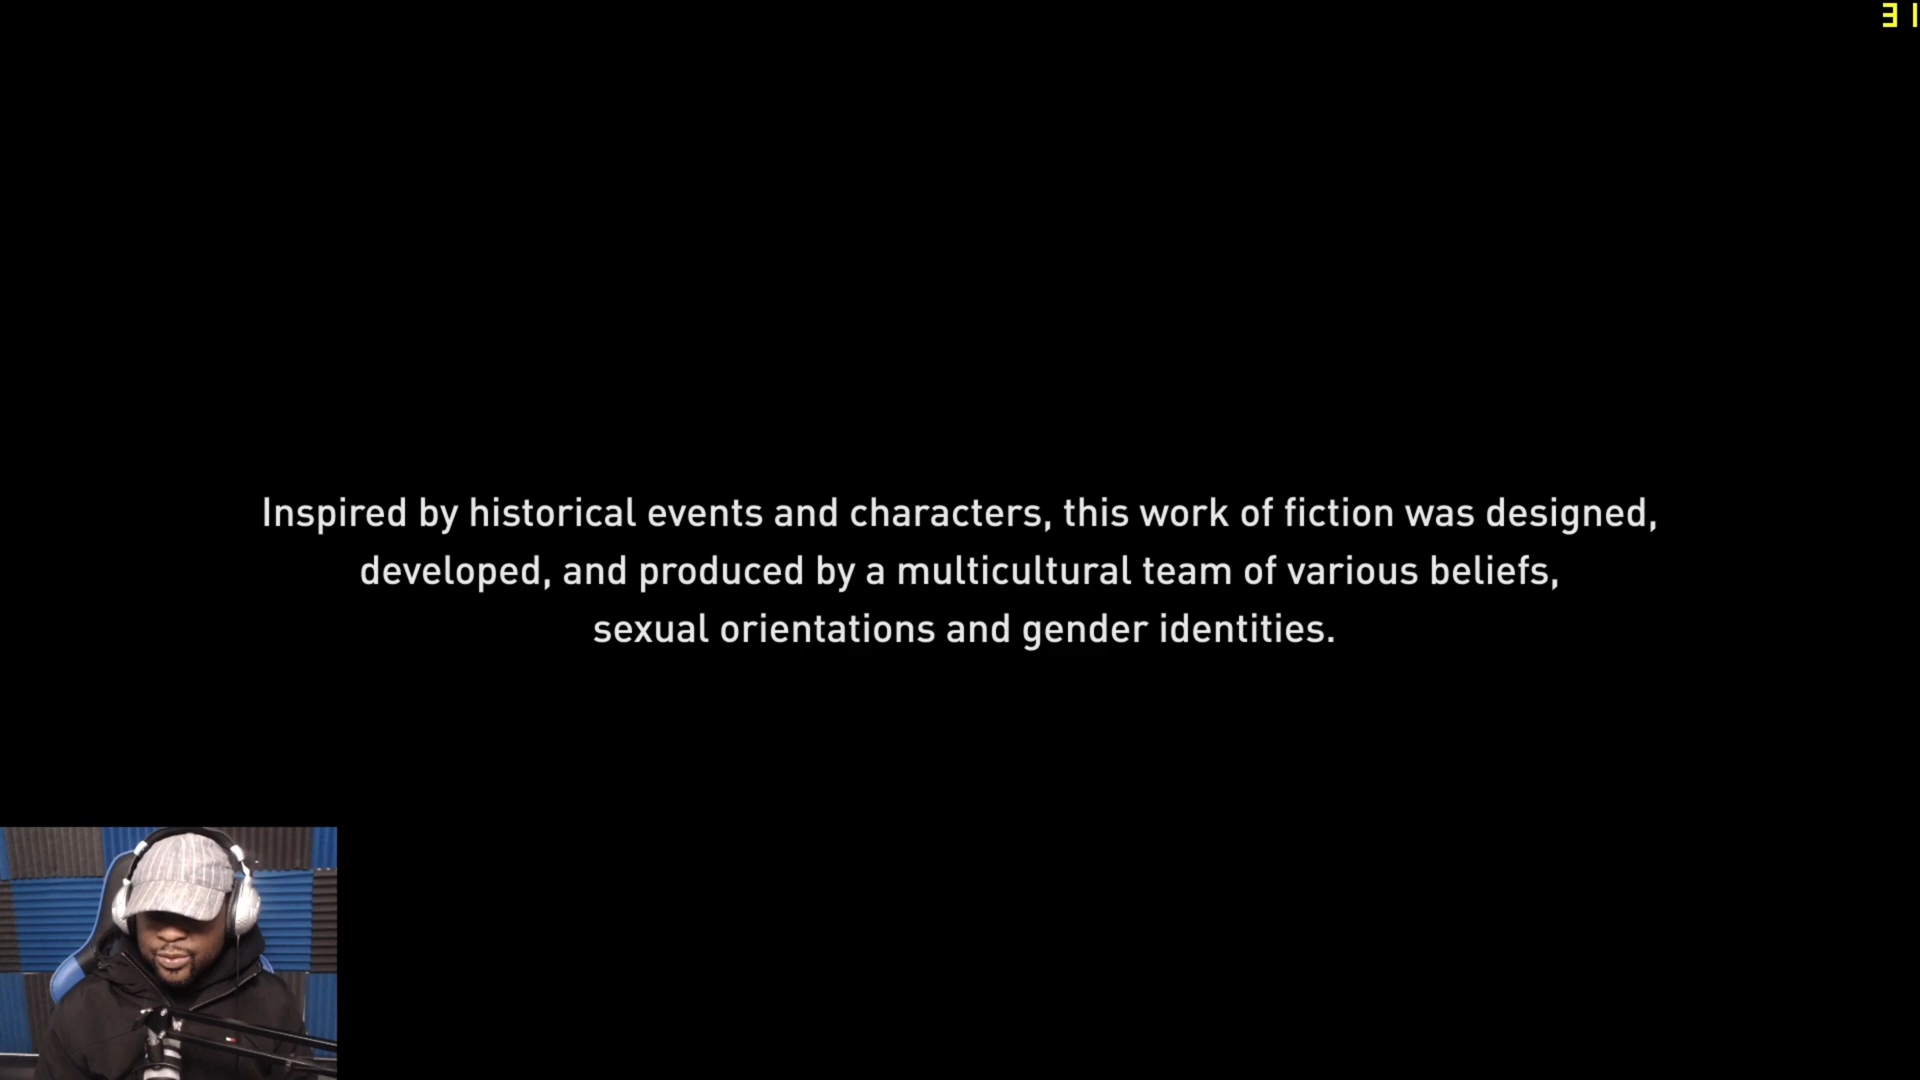 31
Inspired by historical events and characters, this work of fiction was designed,
developed, and produced by a multicultural team of various beliefs,
sexual orientations and gender identities.